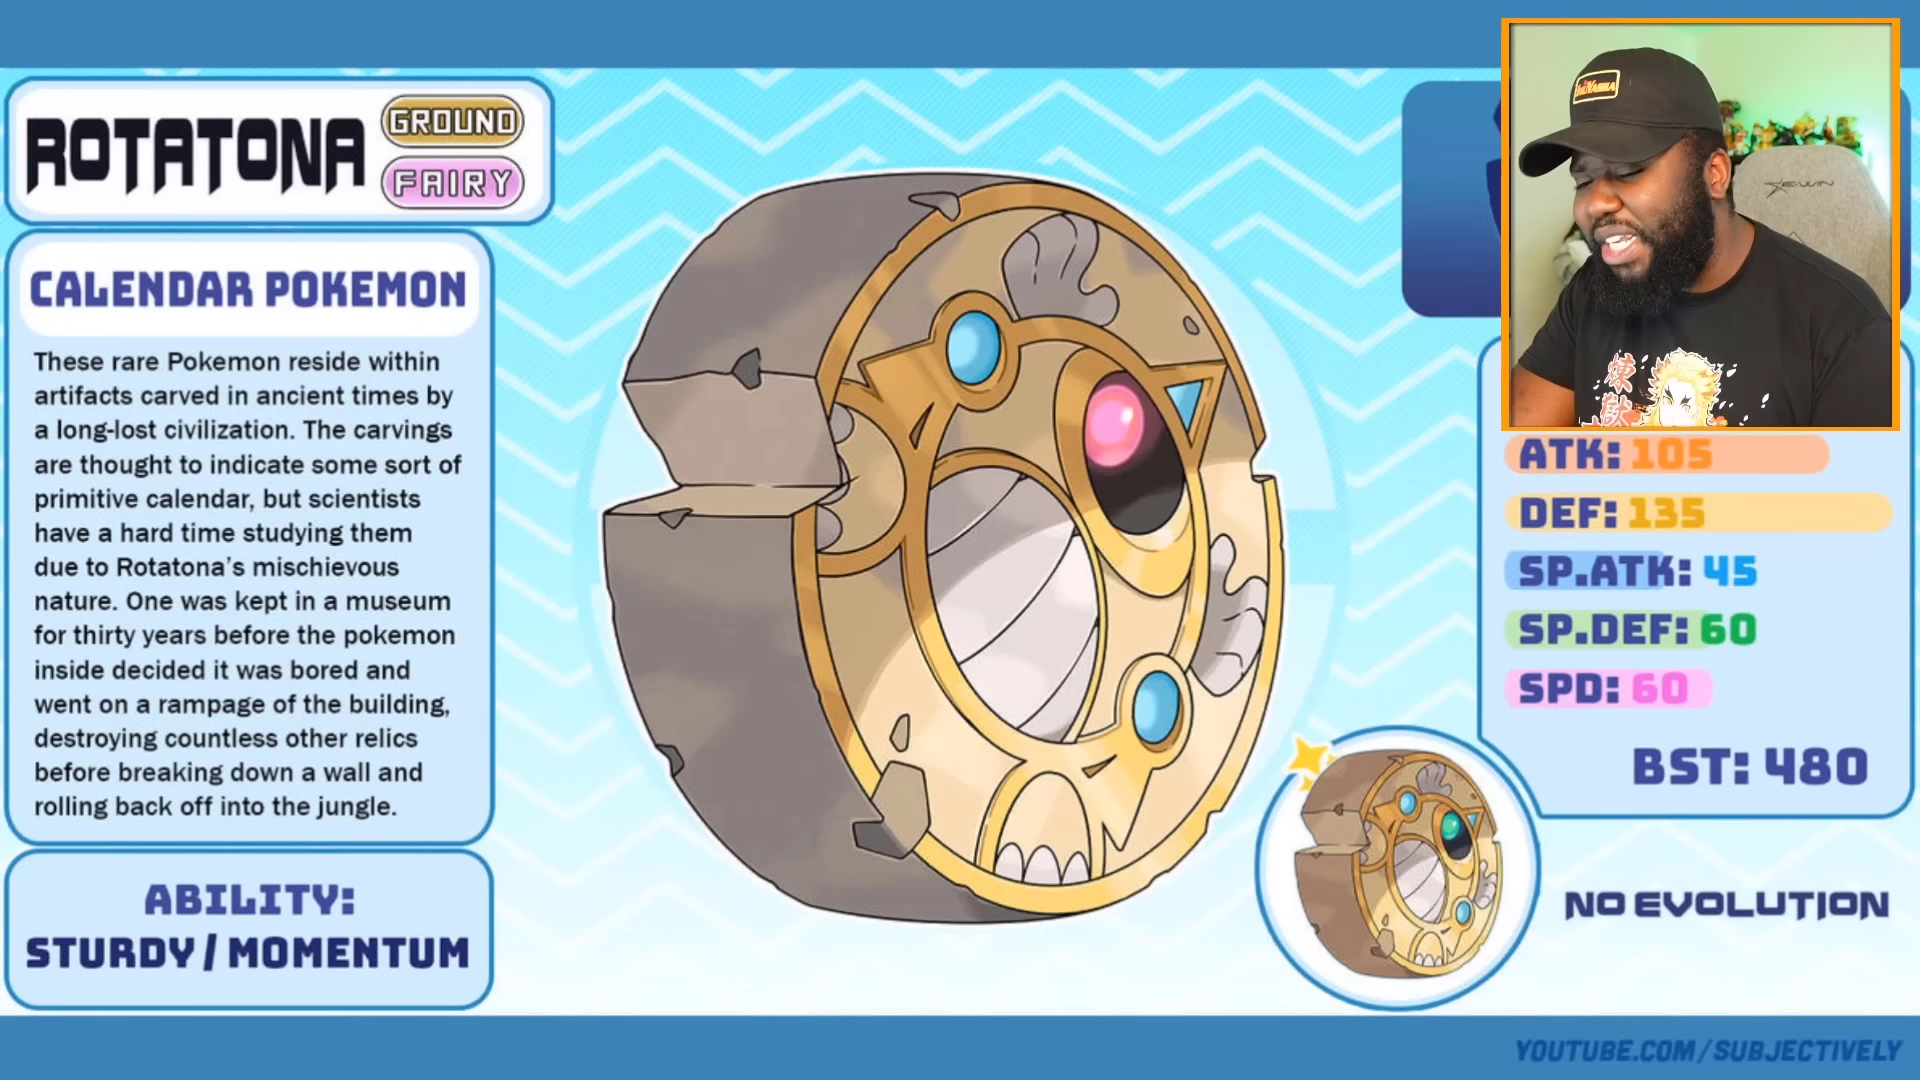 ROTATONA
GROUND
FAIRY
CALENDAR POKEMON
These rare Pokemon reside within
artifacts carved in ancient times by
a long-lost civilization. The carvings
are thought to indicate some sort of
primitive calendar, but scientists
have a hard time studying them
due to Rotatona's mischievous
nature. One was kept in a museum
for thirty years before the pokemon
inside decided it was bored and
went on a rampage of the building,
destroying countless other relics
before breaking down a wall and
rolling back off into the jungle.
ABILITY:
STURDY / MOMENTUM
E-WIN
煉
獄
ATK: 105
DEF: 135
SP.ATK: 45
SP.DEF: 60
SPD: 60
BST: 480
NO EVOLUTION
YOUTUBE.COM/SUBJECTIVELY